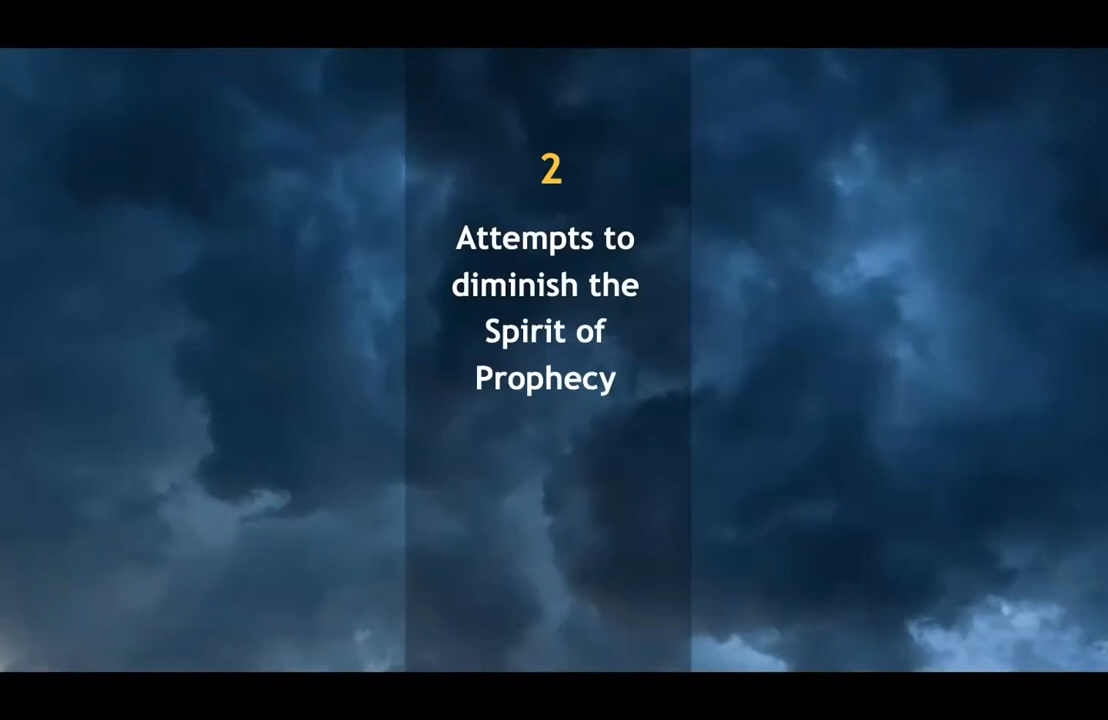 2
Attempts to
diminish the
Spirit of
Prophecy